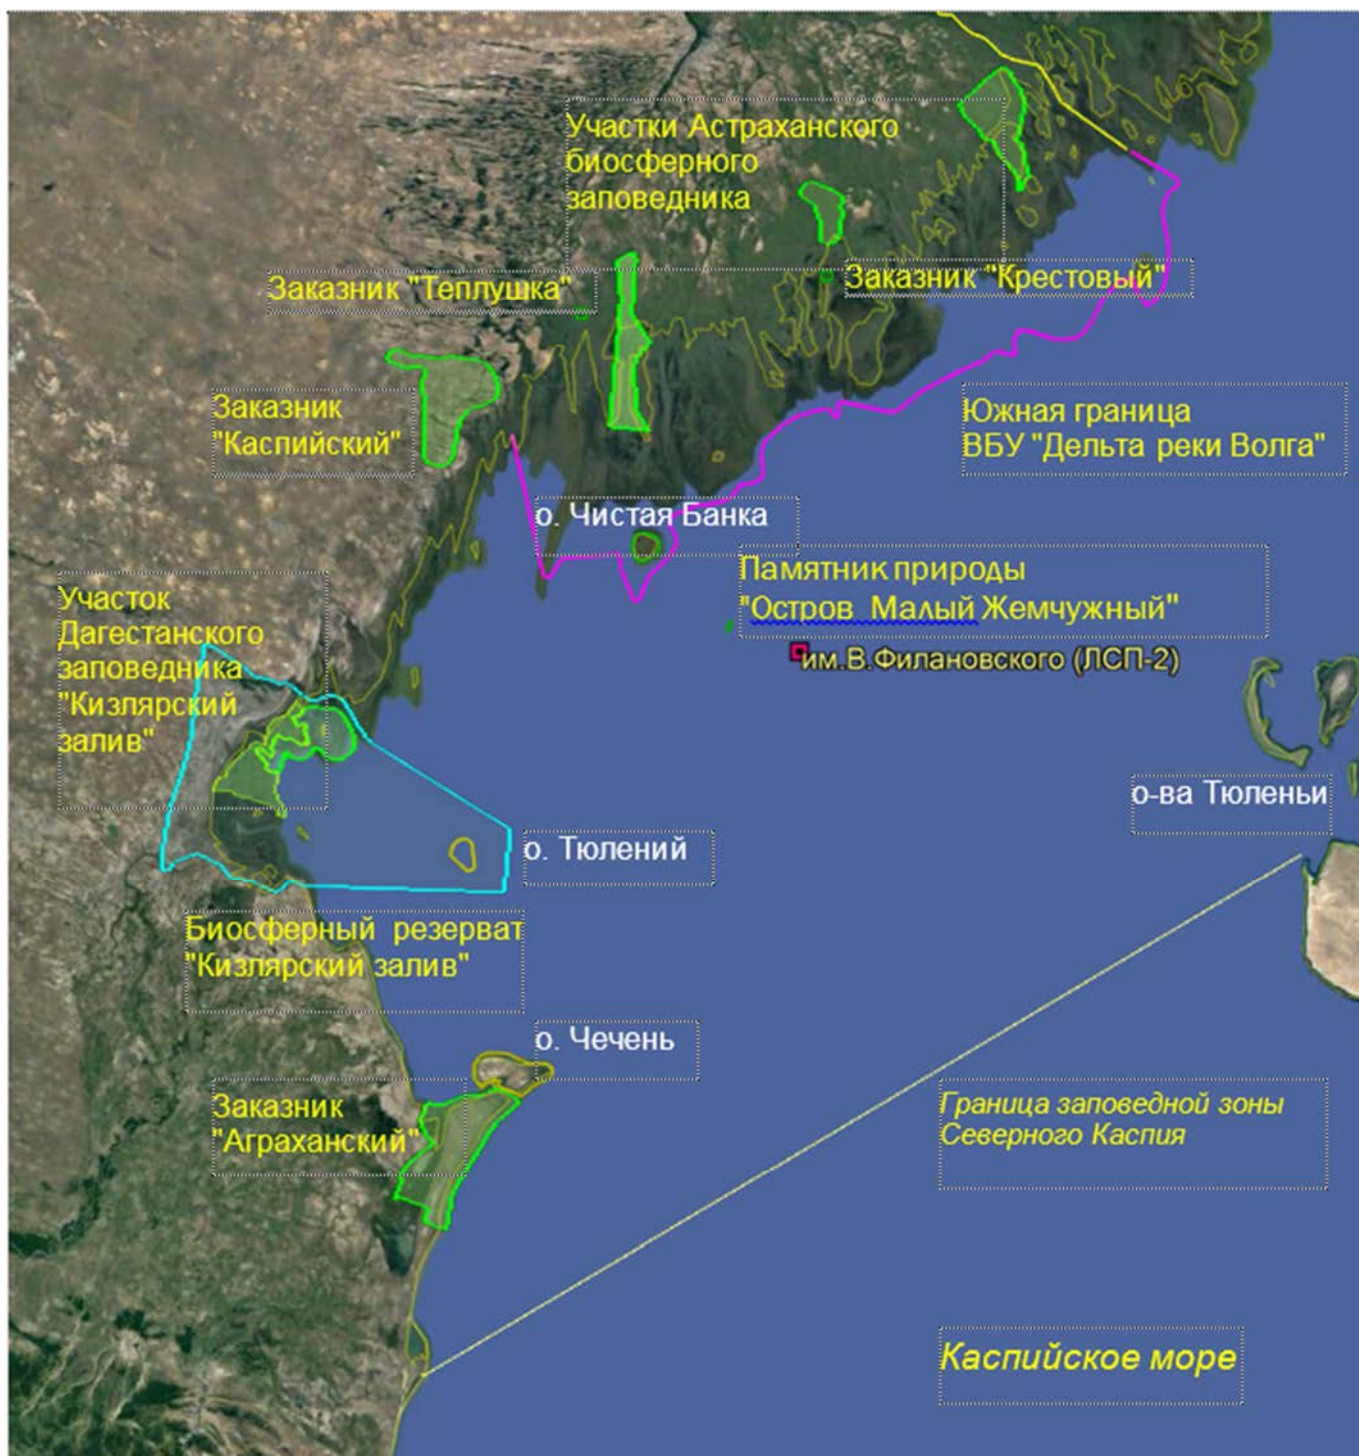 Участки Астраханского
биосферного
заповедника
Заказник "Теплушка"
Заказник "Крестовый"
Заказник
"Каспийский"
Южная граница
ВБУ "Дельта реки Волга"
о. Чистая Банка
Памятник природы
"Остров Малый Жемчужный"
им.В.Филановского (ЛСП-2)
Участок
Дагестанского
заповедника
"Кизлярский
залив"
о-ва Тюленьи
о. Тюлений
Биосферный резерват
"Кизлярский залив"
о. Чечень
Заказник
"Аграханский"
Граница заповедной зоны
Северного Каспия
Каспийское море